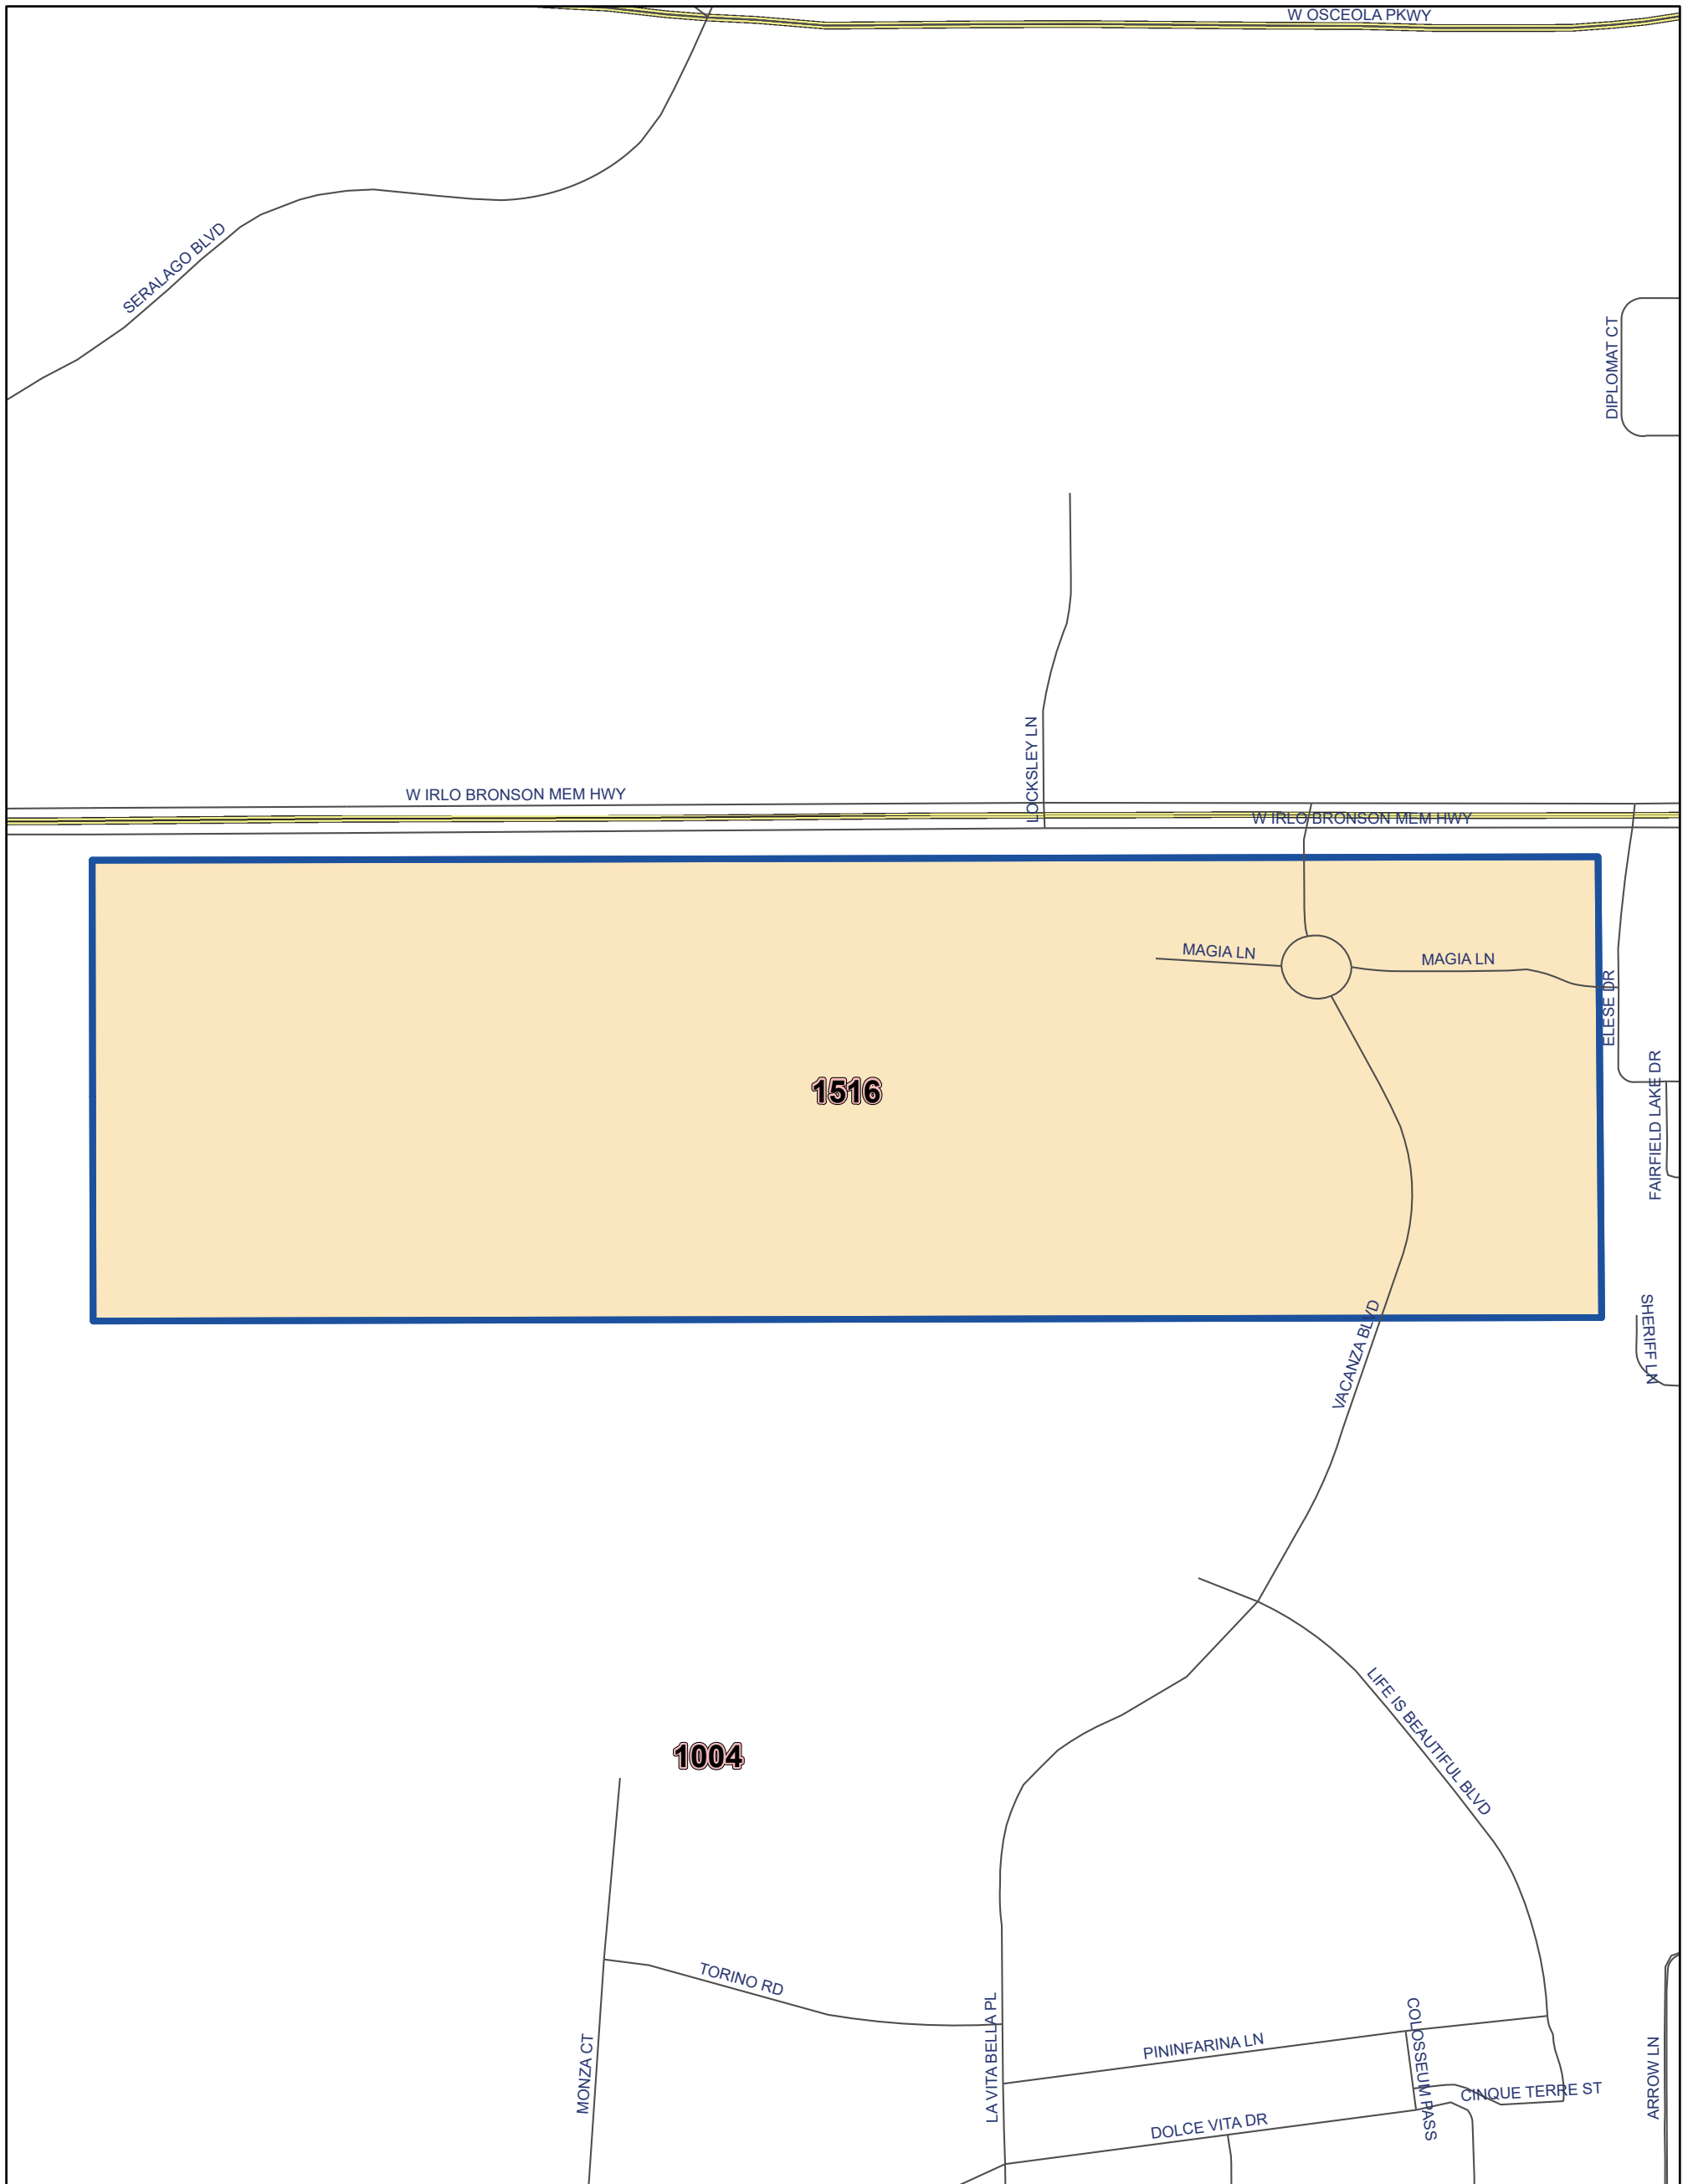 W OSCEOLA PKWY
SERALAGO BLVD
DIPLOMAT CT
LOCKSLEY LN
W IRLO BRONSON MEM HWY
W IRLO BRONSON MEM HWY
MAGIA LN
MAGIA LN
ELESE DR
FAIRFIELD LAKE DR
1516
SHERIFF LN
VACANZA BLVD
LIFE IS BEAUTIFUL BLVD
1004
TORINO RD
MONZA CT
LA VITA BELLA PL
PININFARINA LN
COLOSSEUM PASS
CINQUE TERRE ST
ARROW LN
DOLCE VITA DR